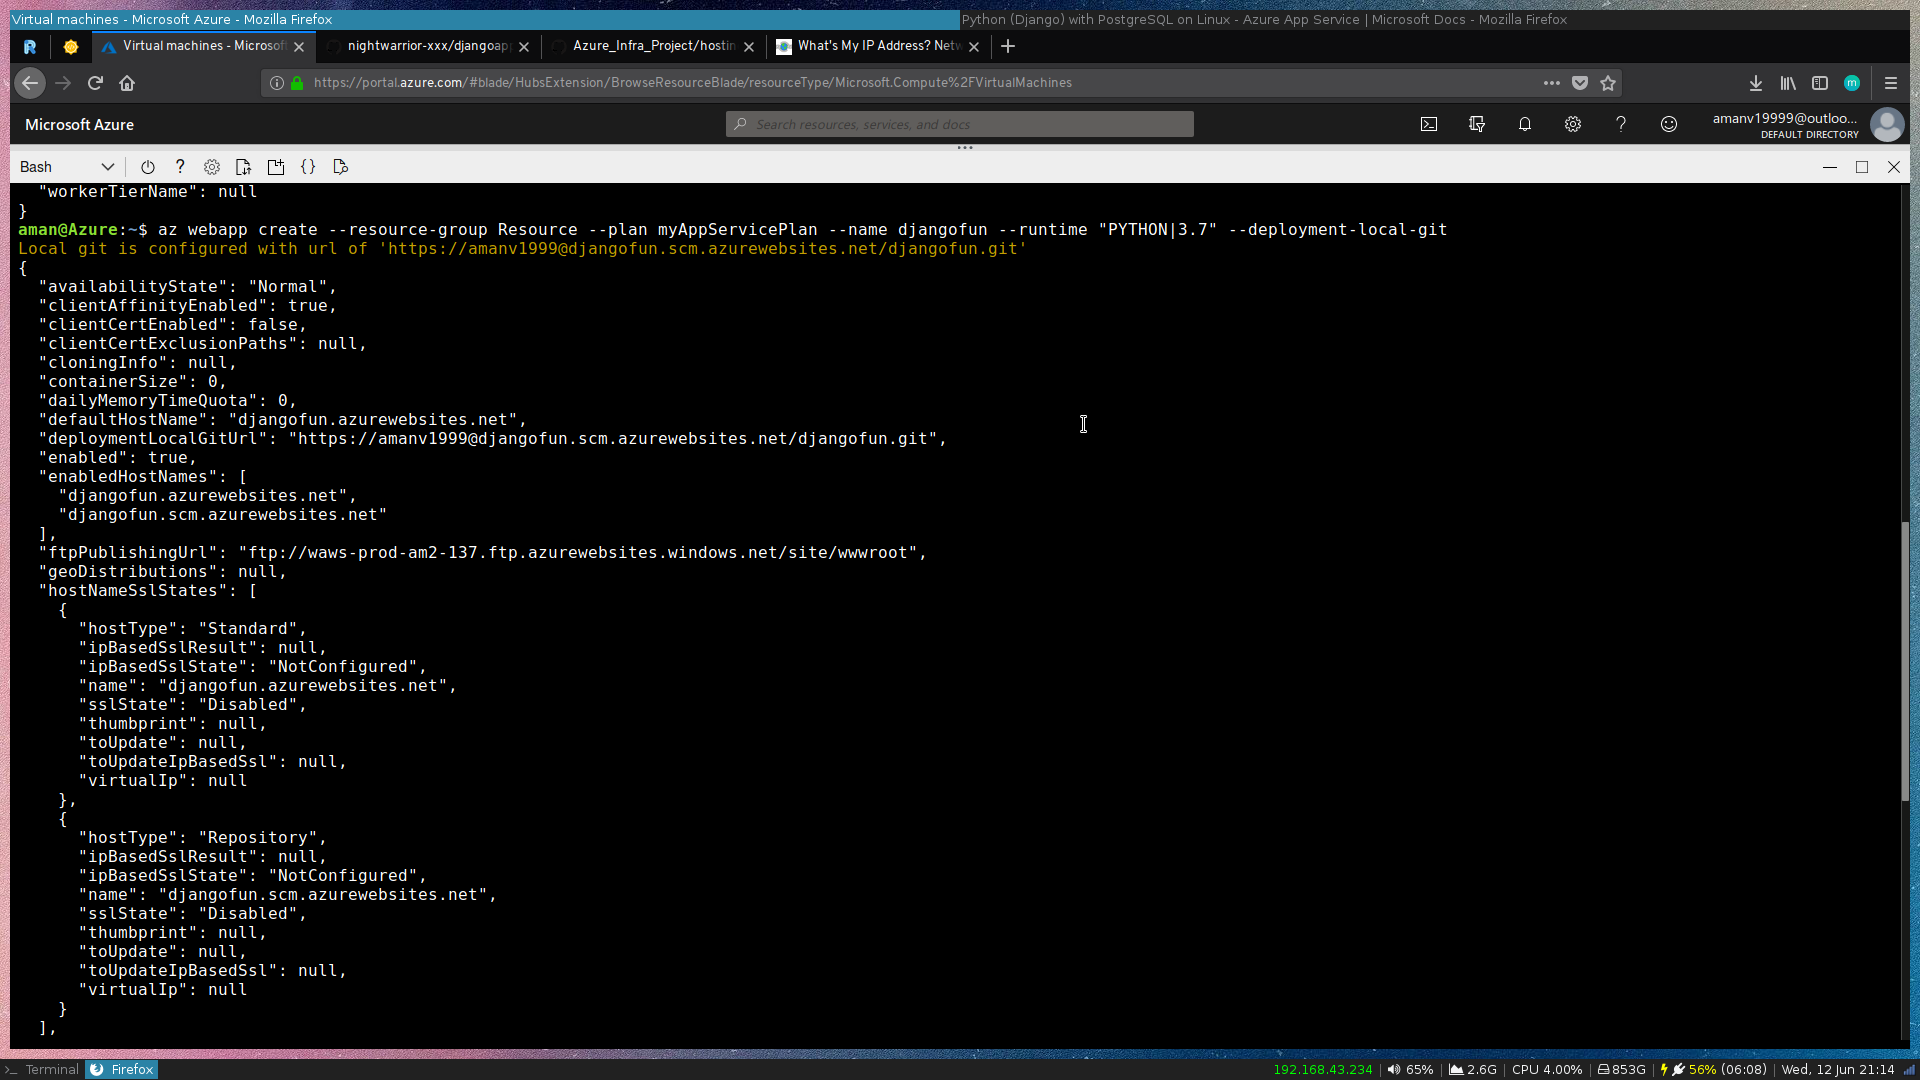 Virtual machines - Microsoft Azure - Mozilla Firefox
Python (Django) with PostgreSQL on Linux - Azure App Service | Microsoft Docs - Mozilla Firefox
Virtual machines - Microsof
nightwarrior-xxx/djangoap
Azure_Infra_Project/hostin
What's My IP Address? Netw
https://portal.azure.com/#blade/HubsExtension/BrowseResourceBlade/resourceType/Microsoft.Compute%2FVirtualMachines
Microsoft Azure
Search resources, services, and docs
amanv19999@outloo...
DEFAULT DIRECTORY
Bash
"workerTierName": null
}
aman@Azure:~$ az webapp create --resource-group Resource --plan myAppServicePlan --name djangofun --runtime "PYTHON|3.7" --deployment-local-git
Local git is configured with url of 'https://amanv1999@djangofun.scm.azurewebsites.net/djangofun.git'
{
"availabilityState": "Normal",
"clientAffinityEnabled": true,
"clientCertEnabled": false,
"clientCertExclusionPaths": null,
"cloningInfo": null,
"containerSize": 0,
"dailyMemoryTimeQuota": 0,
"defaultHostName": "djangofun.azurewebsites.net",
"deploymentLocalGitUrl": "https://amanv1999@djangofun.scm.azurewebsites.net/djangofun.git",
"enabled": true,
"enabledHostNames": [
"djangofun.azurewebsites.net",
"djangofun.scm.azurewebsites.net"
],
"ftpPublishingUrl": "ftp://waws-prod-am2-137.ftp.azurewebsites.windows.net/site/wwwroot",
"geoDistributions": null,
"hostNameSslStates": [
{
"hostType": "Standard",
"ipBasedSslResult": null,
"ipBasedSslState": "NotConfigured",
"name": "djangofun.azurewebsites.net",
"sslState": "Disabled",
"thumbprint": null,
"toUpdate": null,
"toUpdateIpBasedSsl": null,
"virtualIp": null
},
{
"hostType": "Repository",
"ipBasedSslResult": null,
"ipBasedSslState": "NotConfigured",
"name": "djangofun.scm.azurewebsites.net",
"sslState": "Disabled",
"thumbprint": null,
"toUpdate": null,
"toUpdateIpBasedSsl": null,
"virtualIp": null
}
],
Terminal
Firefox
192.168.43.234 | 65% | 2.6G | CPU 4.00% | 853G | 56% (06:08) | Wed, 12 Jun 21:14